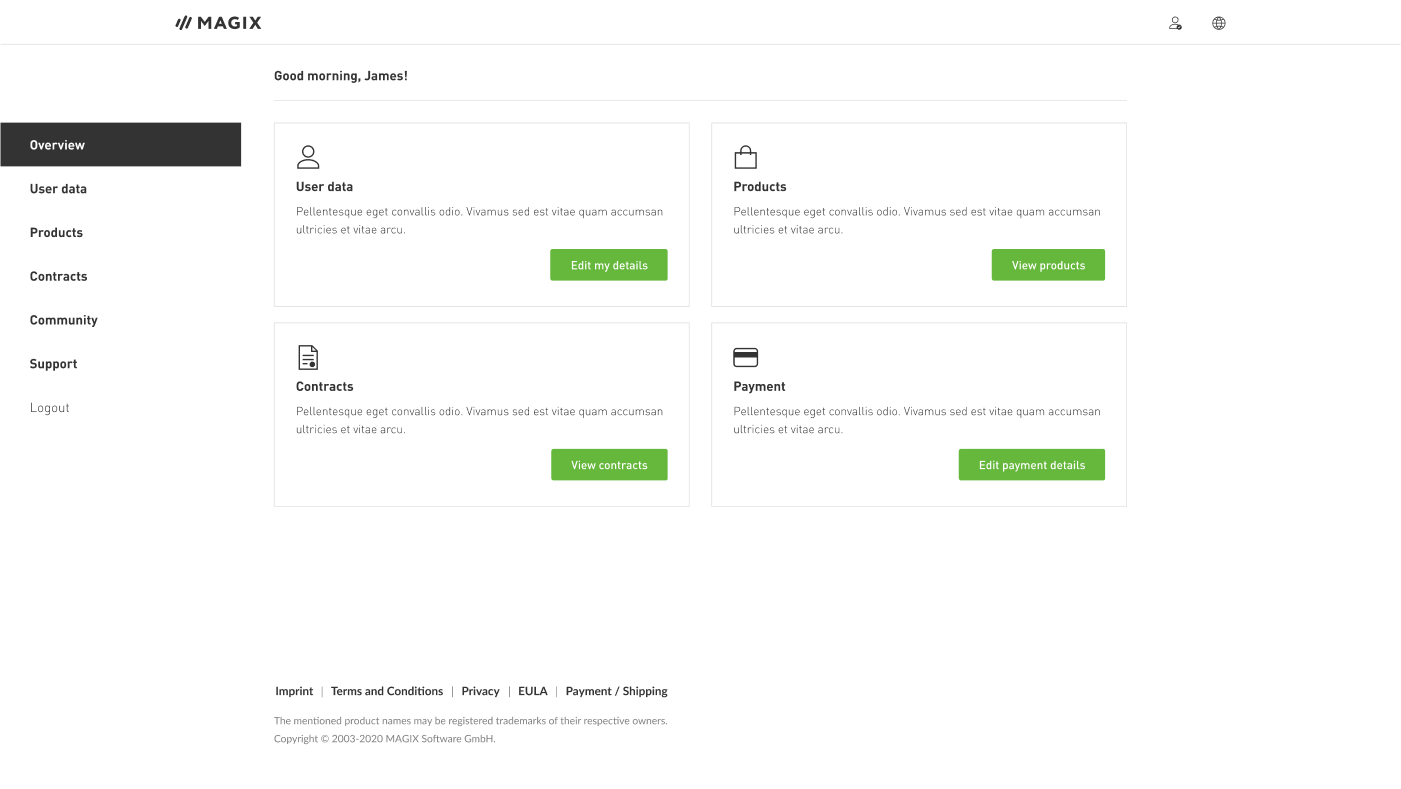 MAGIX
Good morning, James!
Overview
User data
Products
Contracts
Community
Support
Logout
User data
Pellentesque eget convallis odio. Vivamus sed est vitae quam accumsan
ultricies et vitae arcu.
Edit my details
Products
Pellentesque eget convallis odio. Vivamus sed est vitae quam accumsan
ultricies et vitae arcu.
View products
Contracts
Pellentesque eget convallis odio. Vivamus sed est vitae quam accumsan
ultricies et vitae arcu.
View contracts
Payment
Pellentesque eget convallis odio. Vivamus sed est vitae quam accumsan
ultricies et vitae arcu.
Edit payment details
Imprint | Terms and Conditions | Privacy | EULA | Payment / Shipping
The mentioned product names may be registered trademarks of their respective owners.
Copyright © 2003-2020 MAGIX Software GmbH.